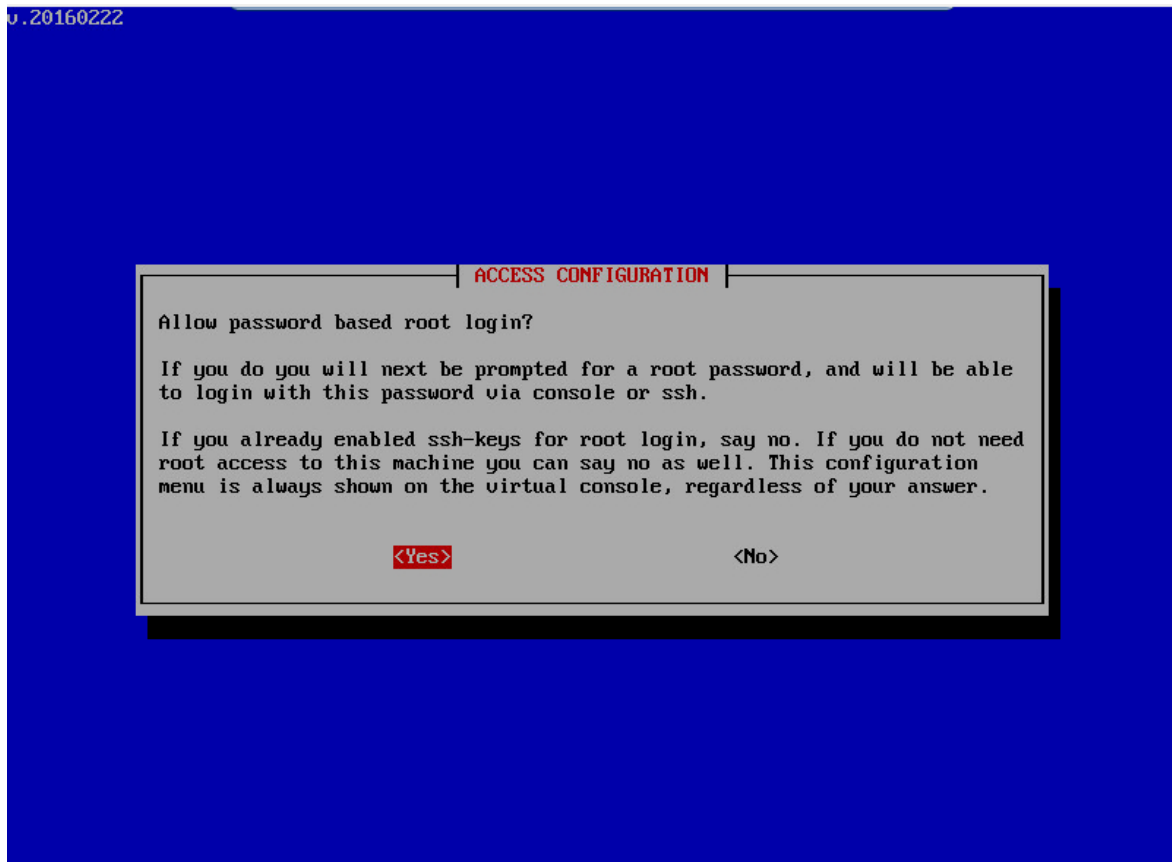 v.20160222
ACCESS CONFIGURATION
Allow password based root login?
If you do you will next be prompted for a root password, and will be able
to login with this password via console or ssh.
If you already enabled ssh-keys for root login, say no. If you do not need
root access to this machine you can say no as well. This configuration
menu is always shown on the virtual console, regardless of your answer.
<Yes> <No>